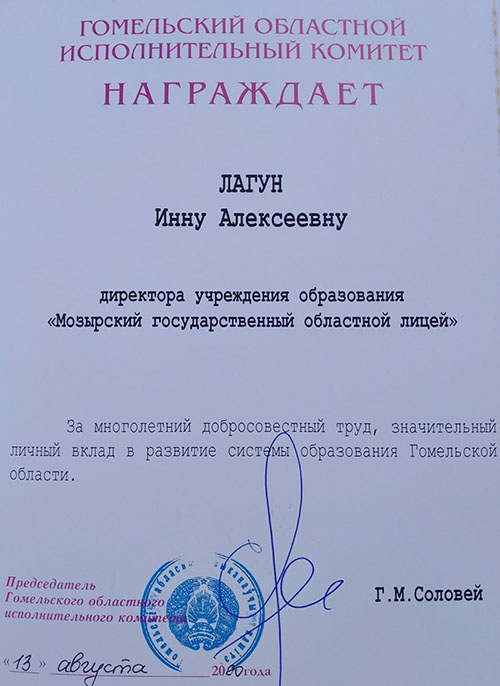 ГОМЕЛЬСКИЙ ОБЛАСТНОЙ
ИСПОЛНИТЕЛЬНЫЙ КОМИТЕТ
НАГРАЖДАЕТ
ЛАГУН
Инну Алексеевну
директора учреждения образования
«Мозырский государственный областной лицей»
За многолетний добросовестный труд, значительный
личный вклад в развитие системы образования Гомельской
области.
Председатель
Гомельского областного
исполнительного комитета
Г.М.Соловей
«13» августа 2020 года